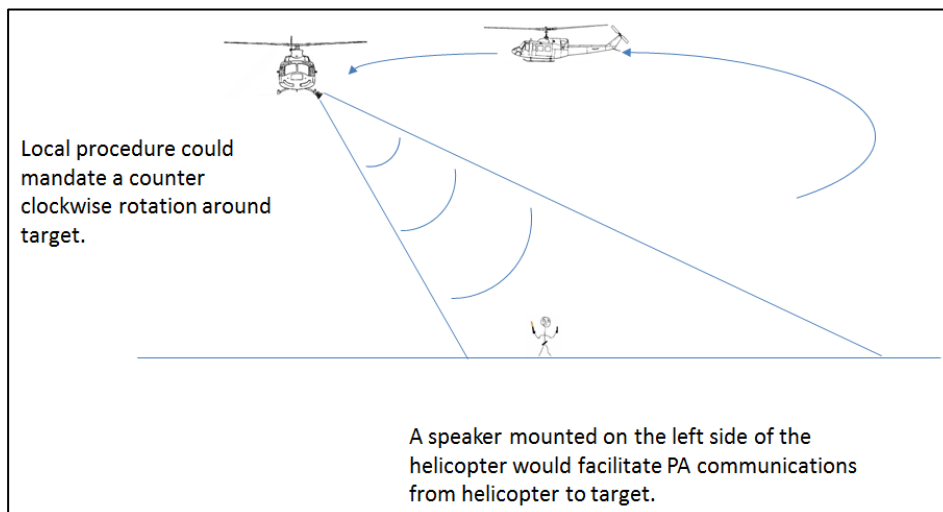 Local procedure could
mandate a counter
clockwise rotation around
target.
A speaker mounted on the left side of the
helicopter would facilitate PA communications
from helicopter to target.